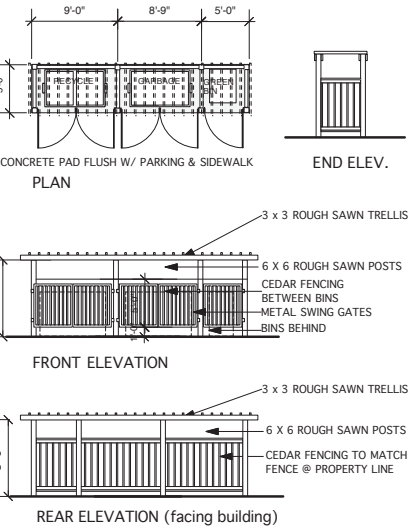 9'-0" 8'-9" 5'-0"
RECYCLE GARBAGE GREEN
BIN
CONCRETE PAD FLUSH W/ PARKING & SIDEWALK
PLAN
END ELEV.
3 x 3 ROUGH SAWN TRELLIS
6 X 6 ROUGH SAWN POSTS
CEDAR FENCING
BETWEEN BINS
METAL SWING GATES
BINS BEHIND
FRONT ELEVATION
3 x 3 ROUGH SAWN TRELLIS
6 X 6 ROUGH SAWN POSTS
CEDAR FENCING TO MATCH
FENCE @ PROPERTY LINE
REAR ELEVATION (facing building)